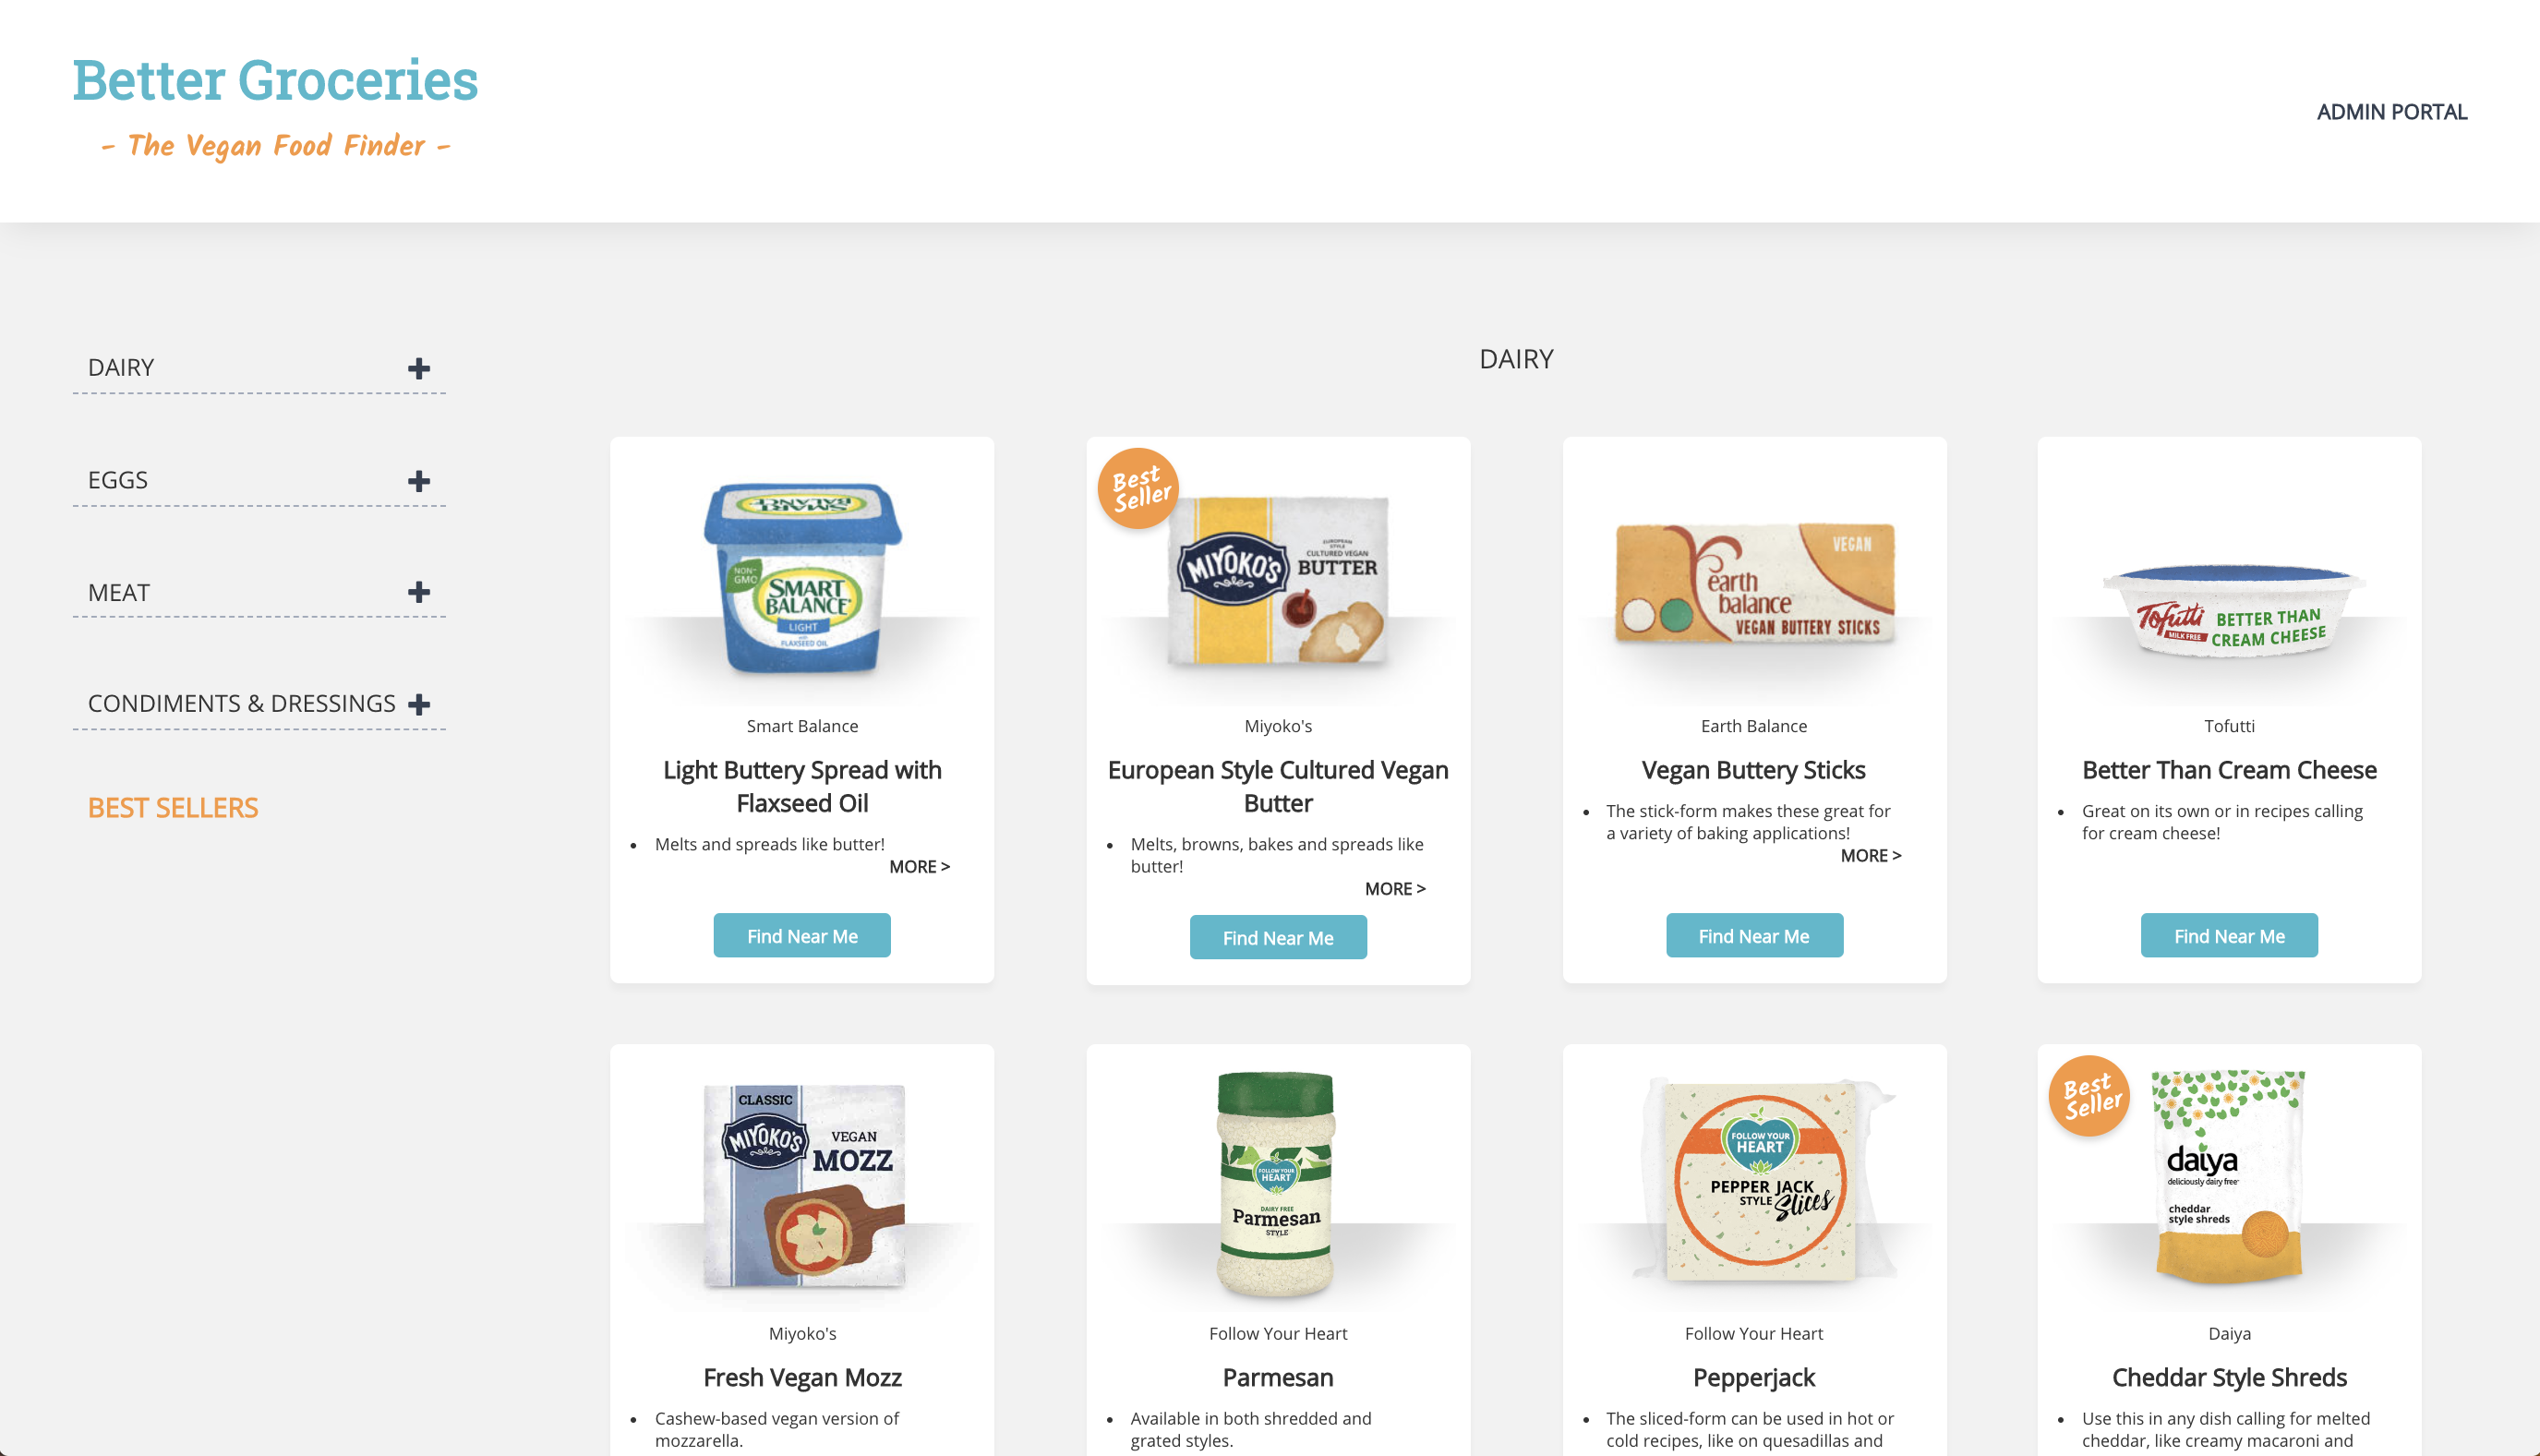 Better Groceries
- The Vegan Food Finder -
ADMIN PORTAL
DAIRY
EGGS
MEAT
CONDIMENTS & DRESSINGS
BEST SELLERS
DAIRY
SMART BALANCE
NON-GMO
SMART
BALANCE
LIGHT
with
FLAXSEED OIL
Smart Balance
Light Buttery Spread with
Flaxseed Oil
• Melts and spreads like butter!
MORE >
Find Near Me
Best
Seller
MIYOKO'S
EUROPEAN
STYLE
CULTURED VEGAN
BUTTER
Miyoko's
European Style Cultured Vegan
Butter
• Melts, browns, bakes and spreads like
butter!
MORE >
Find Near Me
VEGAN
earth
balance
VEGAN BUTTERY STICKS
Earth Balance
Vegan Buttery Sticks
• The stick-form makes these great for
a variety of baking applications!
MORE >
Find Near Me
Tofutti
MILK FREE
BETTER THAN
CREAM CHEESE
Tofutti
Better Than Cream Cheese
• Great on its own or in recipes calling
for cream cheese!
Find Near Me
CLASSIC
MIYOKO'S
VEGAN
MOZZ
Miyoko's
Fresh Vegan Mozz
• Cashew-based vegan version of
mozzarella.
FOLLOW YOUR
HEART
DAIRY FREE
Parmesan
STYLE
Follow Your Heart
Parmesan
• Available in both shredded and
grated styles.
FOLLOW YOUR
HEART
PEPPER JACK
STYLE Slices
Follow Your Heart
Pepperjack
• The sliced-form can be used in hot or
cold recipes, like on quesadillas and
Best
Seller
daiya
deliciously dairy free
cheddar
style shreds
Daiya
Cheddar Style Shreds
• Use this in any dish calling for melted
cheddar, like creamy macaroni and